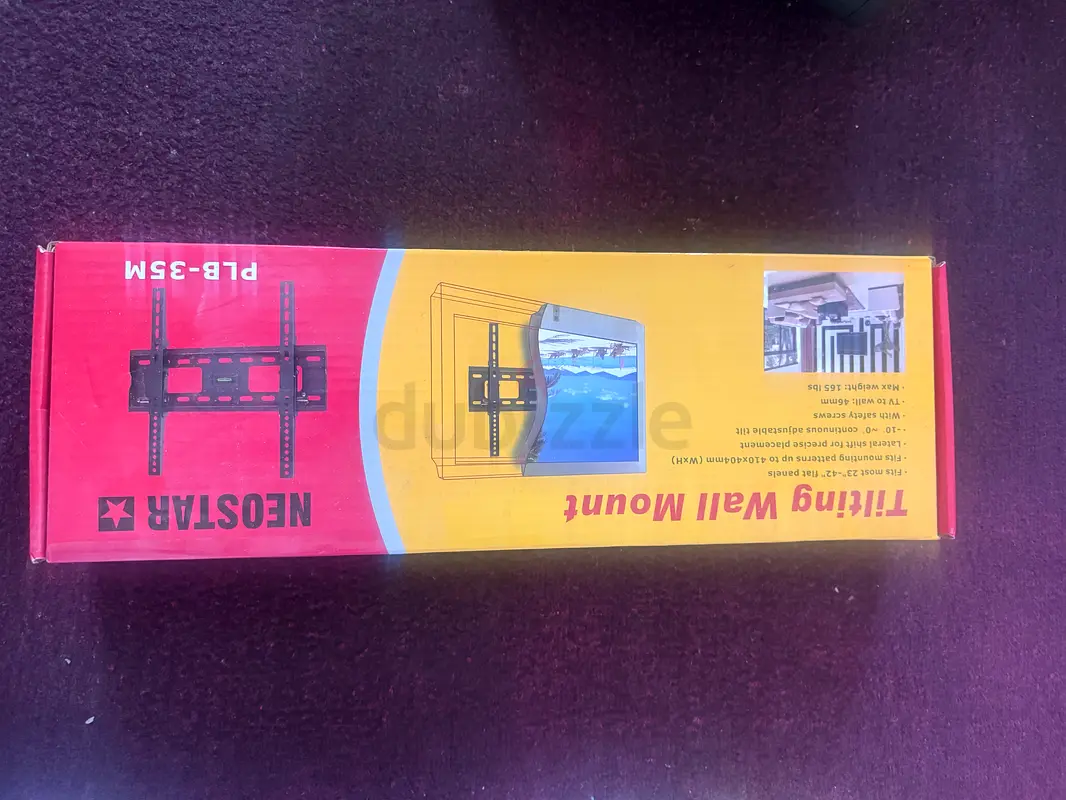 Tilting Wall Mount
· Fits most 23"-42" flat panels
· Fits mounting patterns up to 410x404mm (WxH)
· Lateral shift for precise placement
· -10° ~0° continuous adjustable tilt
· With safety screws
· TV to wall: 46mm
· Max weight: 165 lbs
NEOSTAR
PLB-35M
dubizzle